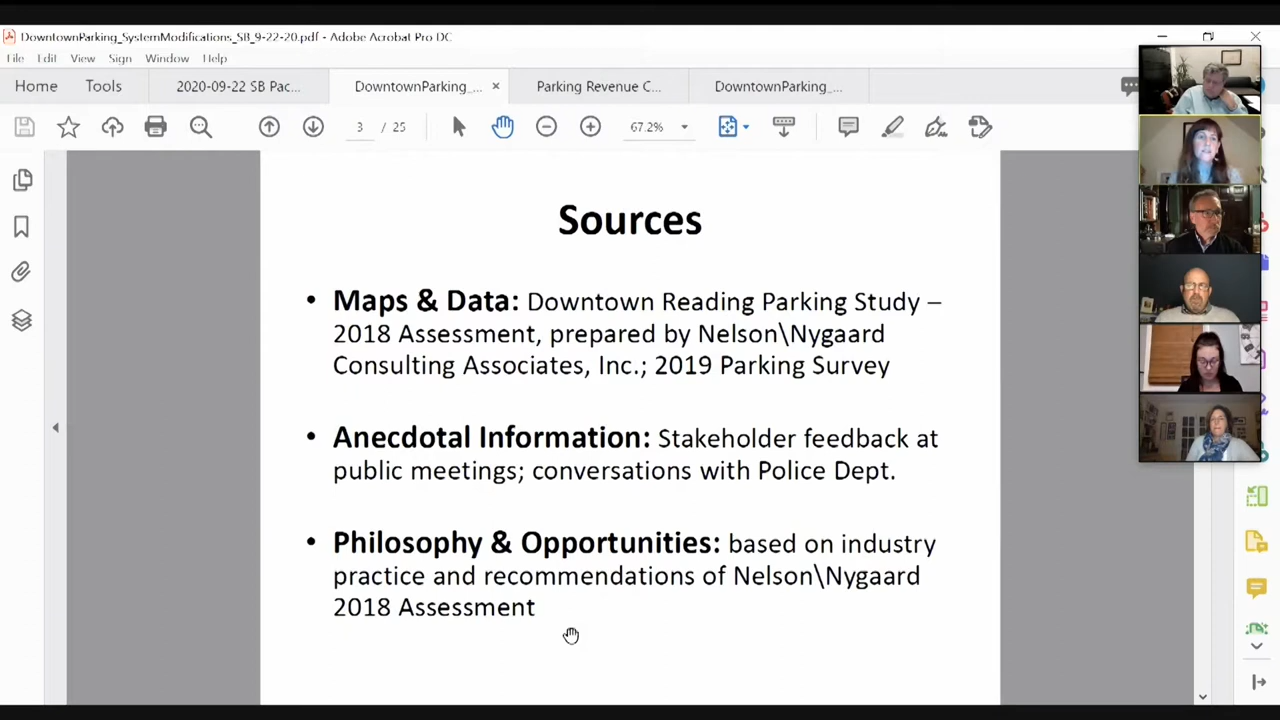 DowntownParking_SystemModifications_SB_9-22-20.pdf - Adobe Acrobat Pro DC
File Edit View Sign Window Help
Home Tools 2020-09-22 SB Pac... DowntownParking_... × Parking Revenue C... DowntownParking_...
3 / 25 67.2%
Sources
• Maps & Data: Downtown Reading Parking Study –
2018 Assessment, prepared by Nelson\Nygaard
Consulting Associates, Inc.; 2019 Parking Survey
• Anecdotal Information: Stakeholder feedback at
public meetings; conversations with Police Dept.
• Philosophy & Opportunities: based on industry
practice and recommendations of Nelson\Nygaard
2018 Assessment